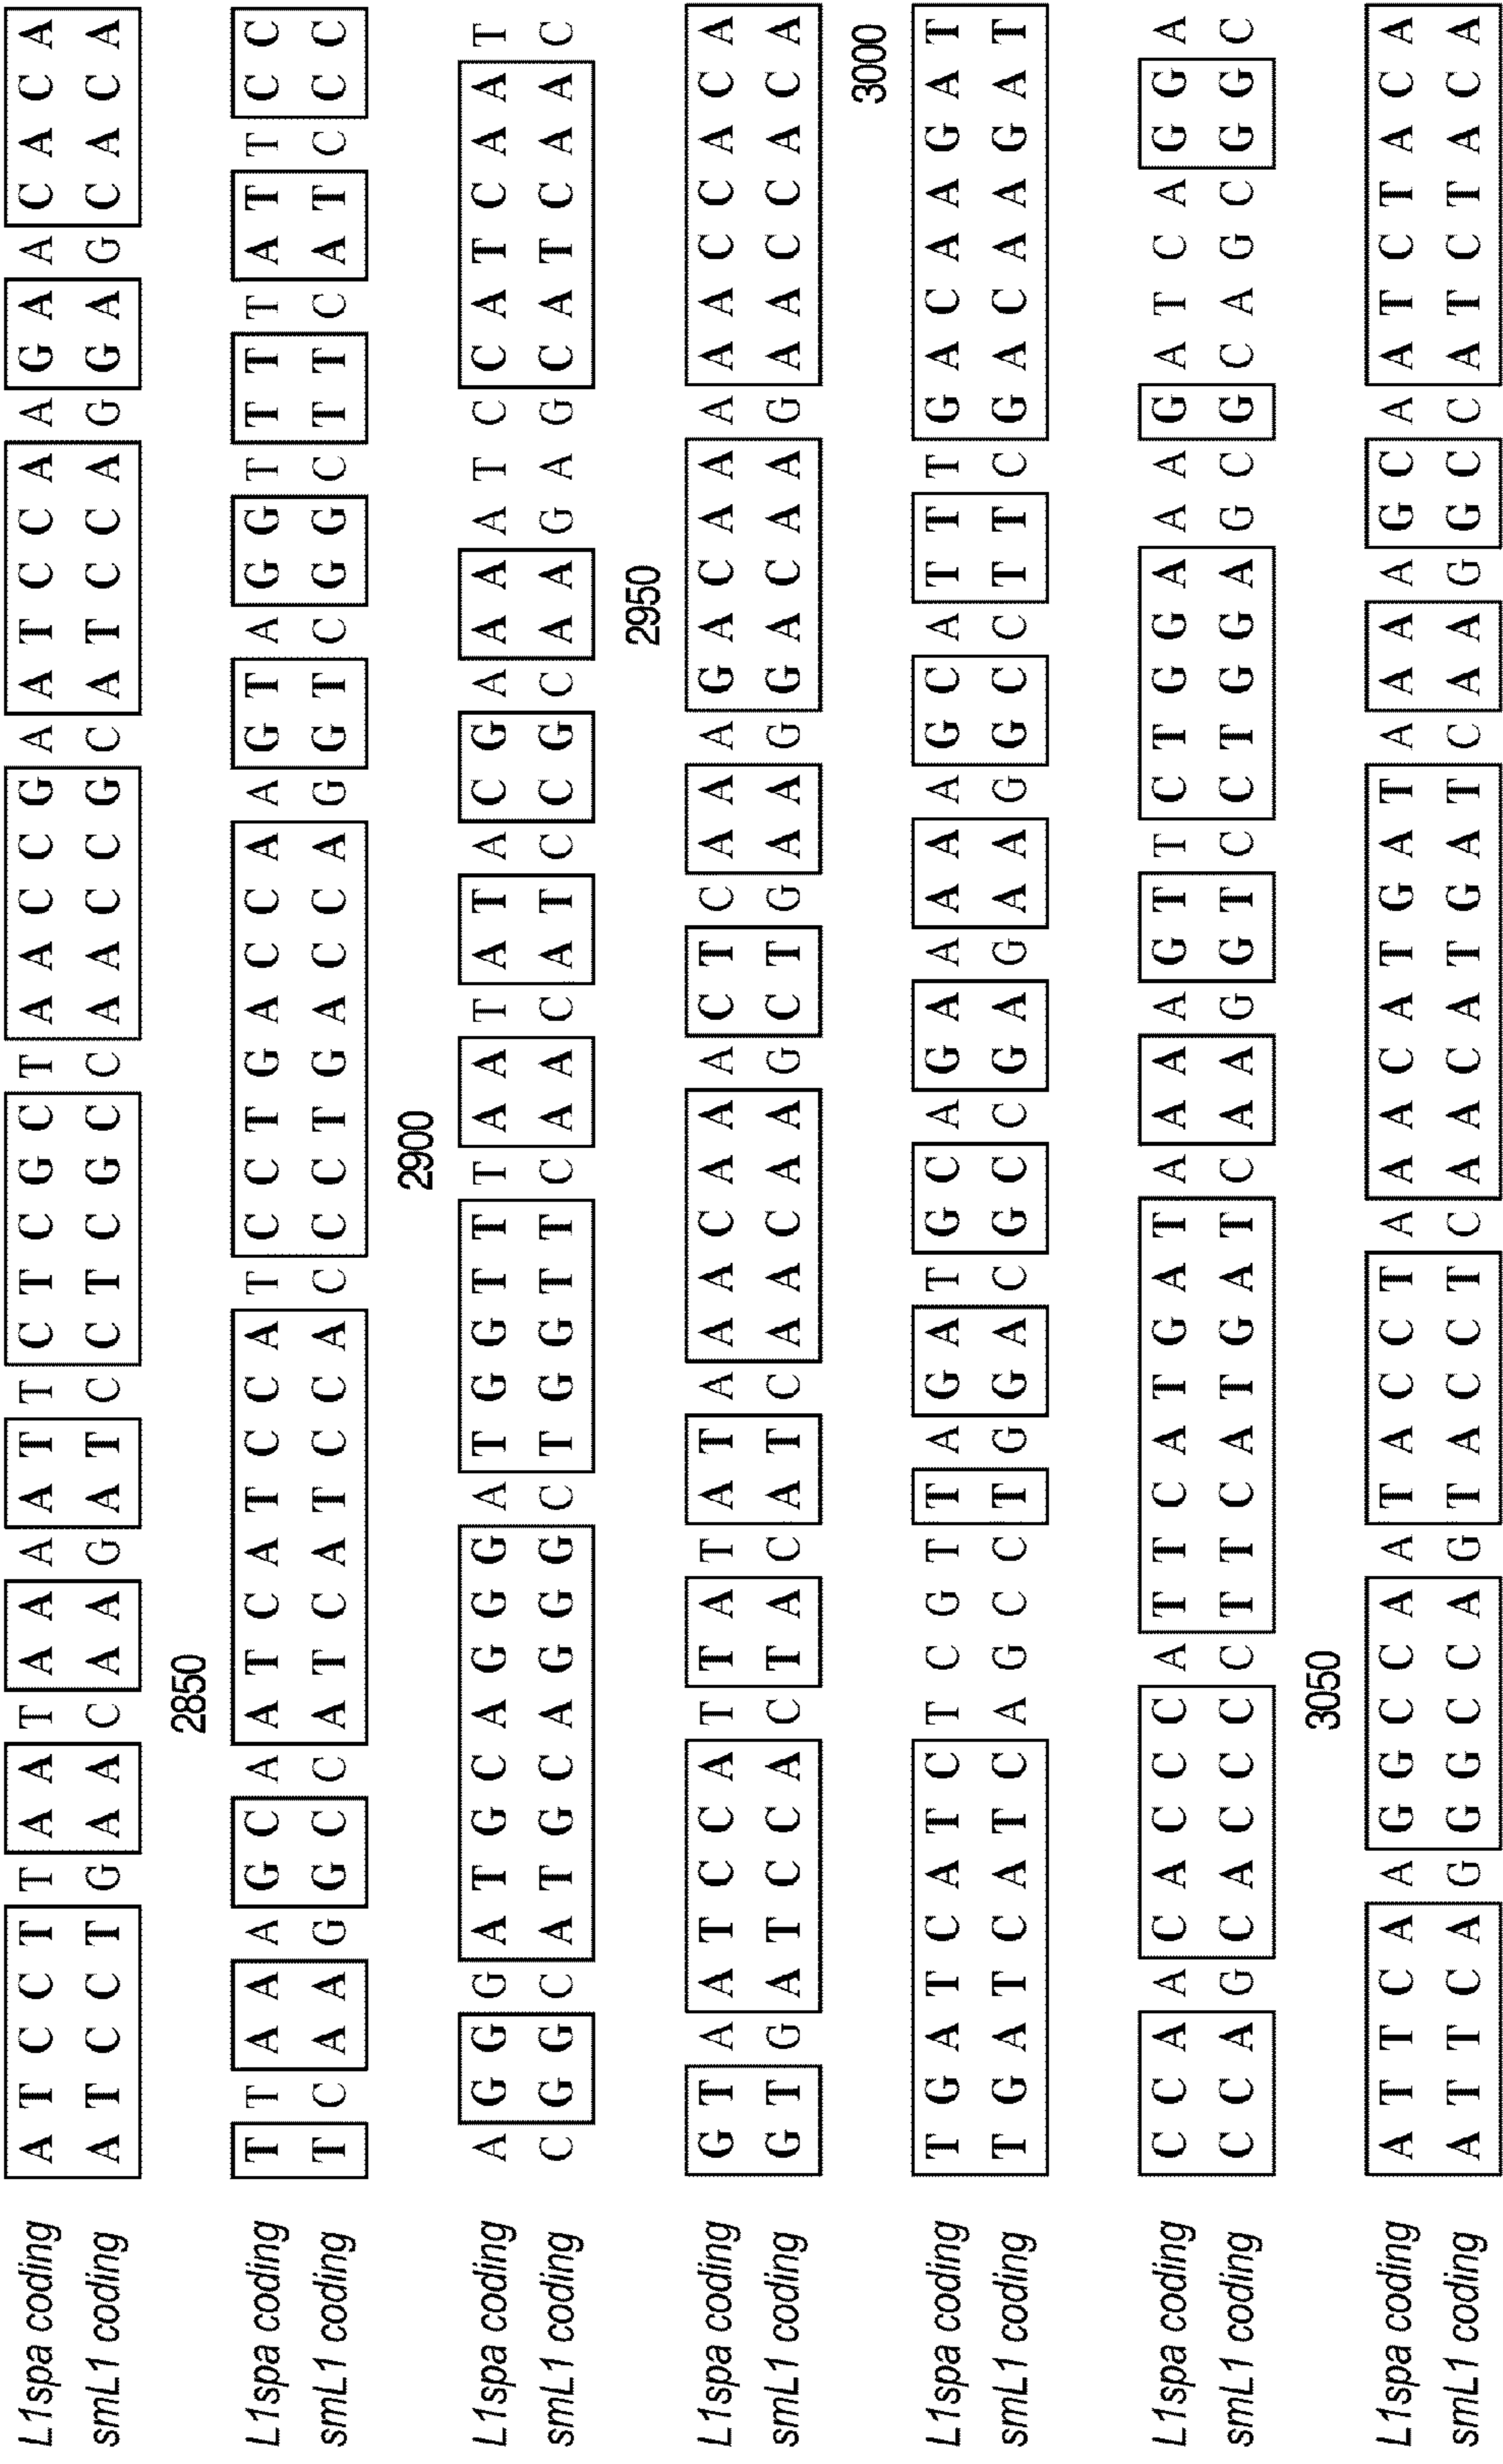 L1spa coding A T C C T T A A T A A A A T T C T C G C T A A C C G A A T C C A A G A A C A C A
smL1 coding A T C C T G A A C A A G A T C C T C G C C A A C C G C A T C C A G G A G C A C A
2850
L1spa coding T T A A A G C A A T C A T C C A T C C T G A C C A A G T A G G T T T T A T T C C
smL1 coding T C A A G G C C A T C A T C C A C C C T G A C C A G G T C G G C T T C A T C C C
2900
L1spa coding A G G G A T G C A G G G A T G G T T T A A T A T A C G A A A A T C C A T C A A T
smL1 coding C G G C A T G C A G G G C T G G T T C A A C A T C C G C A A G A G C A T C A A C
2950
L1spa coding G T A A T C C A T T A T A T A A A C A A A C T C A A A G A C A A A A A C C A C A
smL1 coding G T G A T C C A C T A C A T C A A C A A G C T G A A G G A C A A G A A C C A C A
3000
L1spa coding T G A T C A T C T C G T T A G A T G C A G A A A A A G C A T T T G A C A A G A T
smL1 coding T G A T C A T C A G C C T G G A C G C C G A G A A G G C C T T C G A C A A G A T
L1spa coding C C A A C A C C C A T T C A T G A T A A A A G T T C T G G A A A G A T C A G G A
smL1 coding C C A G C A C C C C T T C A T G A T C A A G G T C C T G G A G C G C A G C G G C
3050
L1spa coding A T T C A A G G C C A A T A C C T A A A C A T G A T A A A A G C A A T C T A C A
smL1 coding A T T C A G G G C C A G T A C C T C A A C A T G A T C A A G G C C A T C T A C A